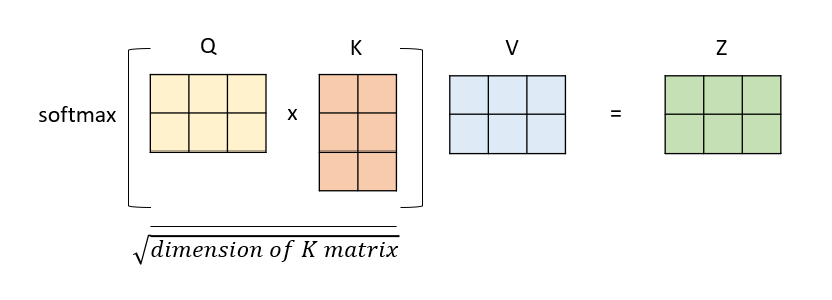 Q K V Z
softmax x =
√dimension of K matrix